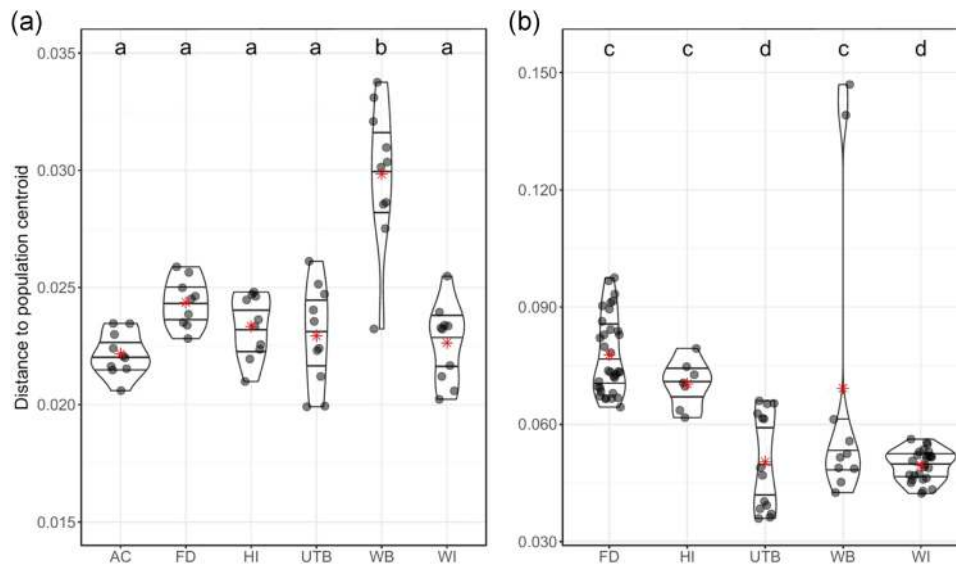 (a)
a a a a b a
Distance to population centroid
0.035
0.030
0.025
0.020
0.015
AC FD HI UTB WB WI
(b)
c c d c d
0.150
0.120
0.090
0.060
0.030
FD HI UTB WB WI